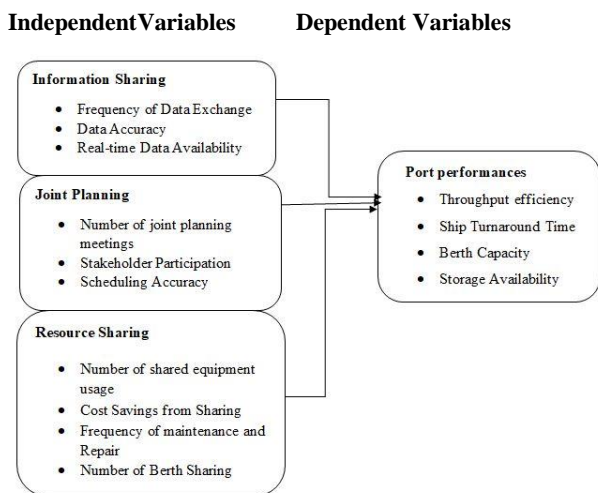 IndependentVariables Dependent Variables
Information Sharing
• Frequency of Data Exchange
• Data Accuracy
• Real-time Data Availability
Joint Planning
• Number of joint planning
meetings
• Stakeholder Participation
• Scheduling Accuracy
Resource Sharing
• Number of shared equipment
usage
• Cost Savings from Sharing
• Frequency of maintenance and
Repair
• Number of Berth Sharing
Port performances
• Throughput efficiency
• Ship Turnaround Time
• Berth Capacity
• Storage Availability